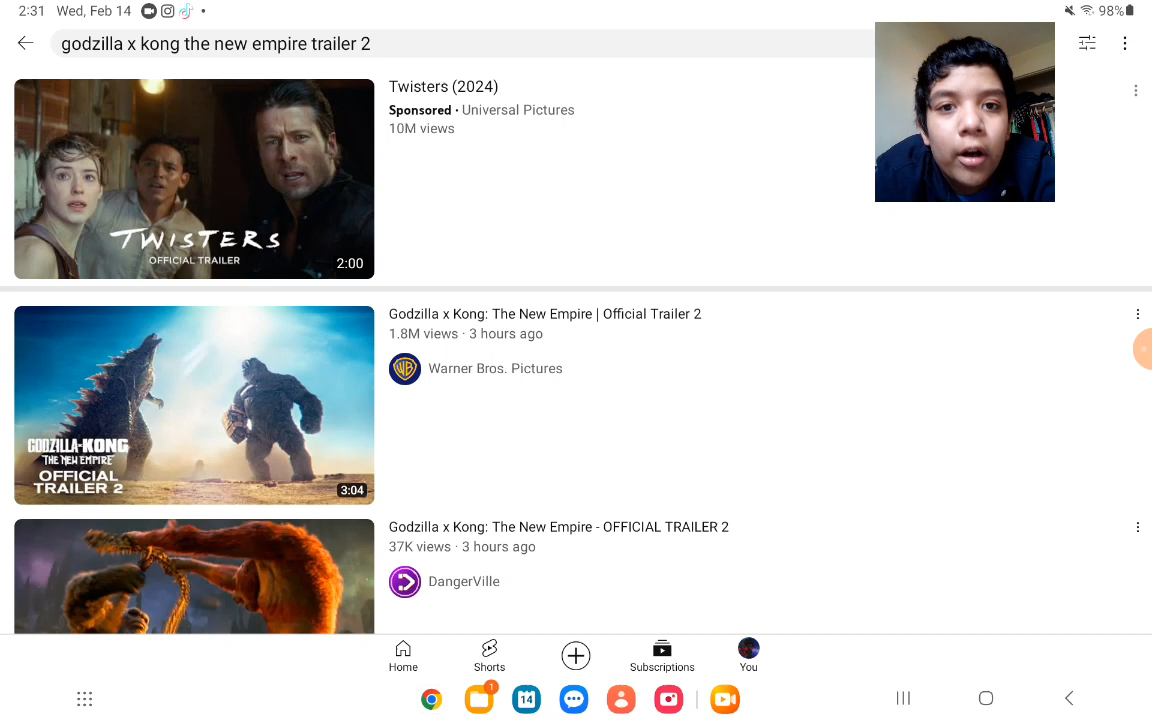 2:31 Wed, Feb 14
98%
godzilla x kong the new empire trailer 2
TWISTERS
OFFICIAL TRAILER
2:00
Twisters (2024)
Sponsored · Universal Pictures
10M views
GODZILLA×KONG
THE NEW EMPIRE
OFFICIAL
TRAILER 2
3:04
Godzilla x Kong: The New Empire | Official Trailer 2
1.8M views · 3 hours ago
WB
Warner Bros. Pictures
Godzilla x Kong: The New Empire - OFFICIAL TRAILER 2
37K views · 3 hours ago
DangerVille
Home
Shorts
Subscriptions
You
1
14